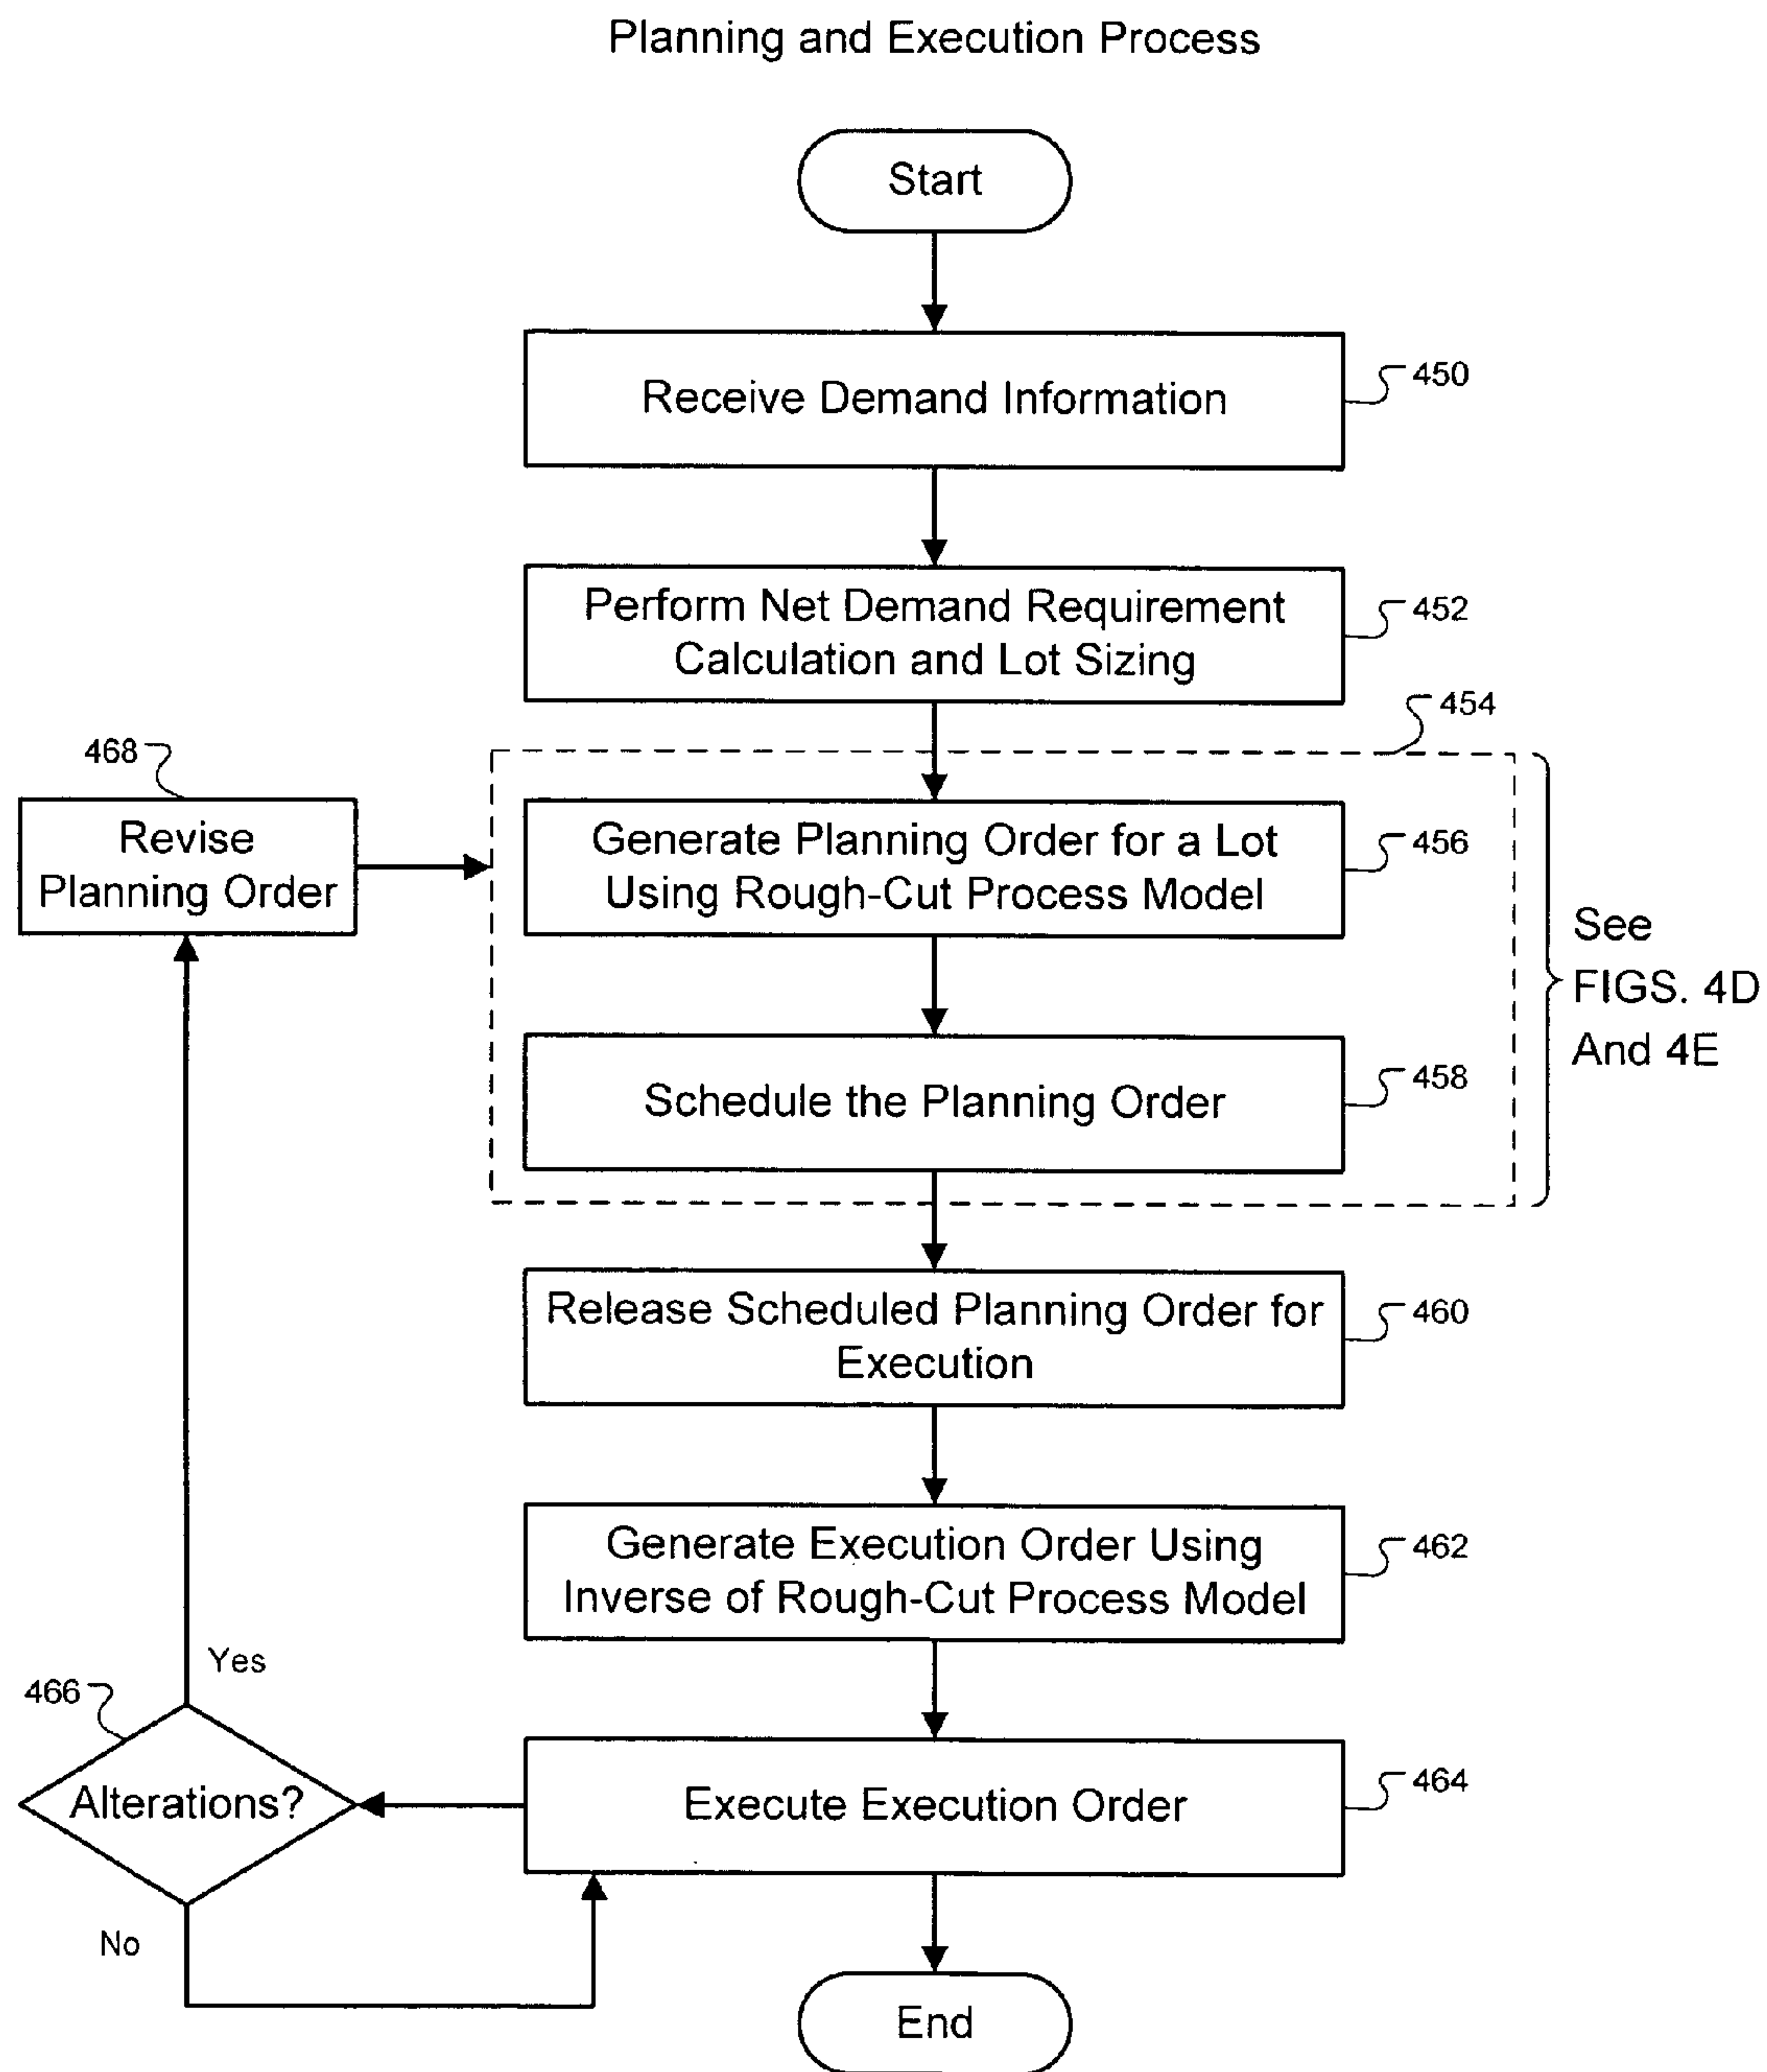 Planning and Execution Process
Start
Receive Demand Information
450
Perform Net Demand Requirement
Calculation and Lot Sizing
452
454
468
Revise
Planning Order
Generate Planning Order for a Lot
Using Rough-Cut Process Model
456
See
FIGS. 4D
And 4E
Schedule the Planning Order
458
Release Scheduled Planning Order for
Execution
460
Generate Execution Order Using
Inverse of Rough-Cut Process Model
462
Yes
466
Alterations?
Execute Execution Order
464
No
End